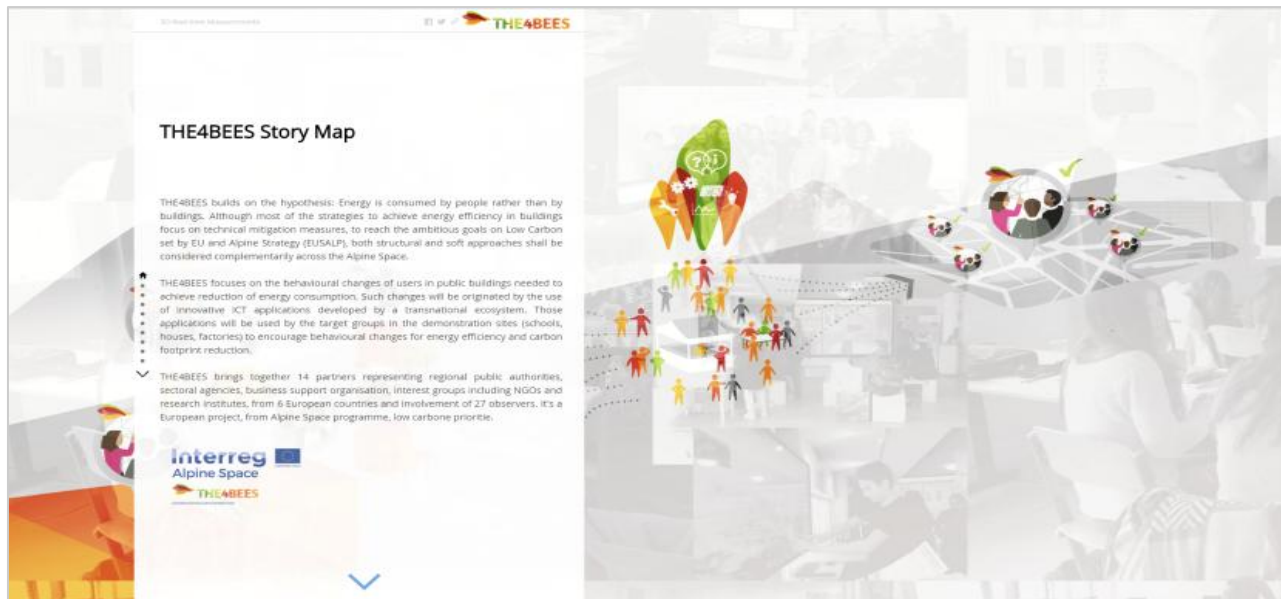 THE4BEES
THE4BEES Story Map
THE4BEES builds on the hypothesis: Energy is consumed by people rather than by
buildings. Although most of the strategies to achieve energy efficiency in buildings
focus on technical mitigation measures, to reach the ambitious goals on Low Carbon
set by EU and Alpine Strategy (EUSALP), both structural and soft approaches shall be
considered complementarily across the Alpine Space.
THE4BEES focuses on the behavioural changes of users in public buildings needed to
achieve reduction of energy consumption. Such changes will be originated by the use
of innovative ICT applications developed by a transnational ecosystem. Those
applications will be used by the target groups in the demonstration sites (schools,
houses, factories) to encourage behavioural changes for energy efficiency and carbon
footprint reduction.
THE4BEES brings together 14 partners representing regional public authorities,
sectoral agencies, business support organisation, interest groups including NGOs and
research institutes, from 6 European countries and involvement of 27 observers. It's a
European project, from Alpine Space programme, low carbone prioritie.
Interreg
Alpine Space
THE4BEES